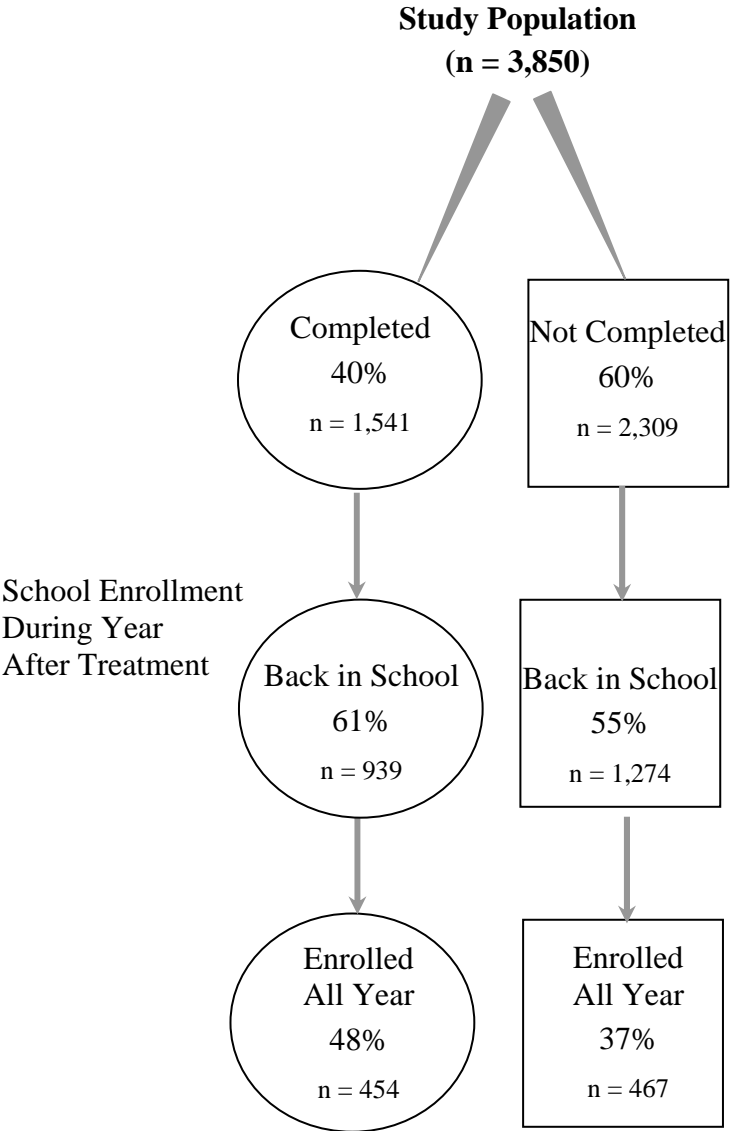 Study Population
(n = 3,850)
Completed
40%
n = 1,541
Not Completed
60%
n = 2,309
School Enrollment
During Year
After Treatment
Back in School
61%
n = 939
Back in School
55%
n = 1,274
Enrolled
All Year
48%
n = 454
Enrolled
All Year
37%
n = 467